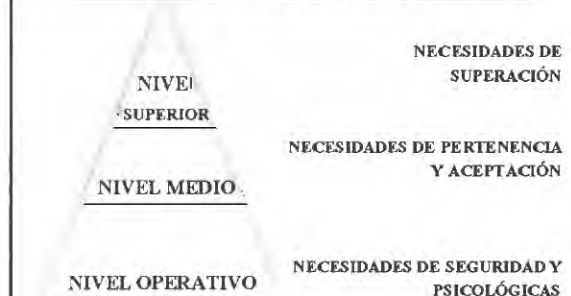 NECESIDADES DE
SUPERACIÓN
NIVEL
SUPERIOR
NECESIDADES DE PERTENENCIA
Y ACEPTACIÓN
NIVEL MEDIO
NECESIDADES DE SEGURIDAD Y
PSICOLÓGICAS
NIVEL OPERATIVO